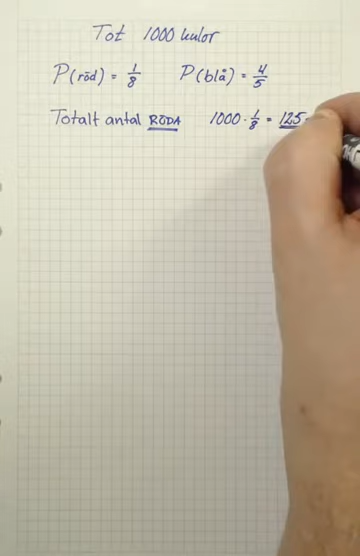 Tot 1000 kulor
P(röd) = 1/8 P(blå) = 4/5
Totalt antal RÖDA 1000 · 1/8 = 125